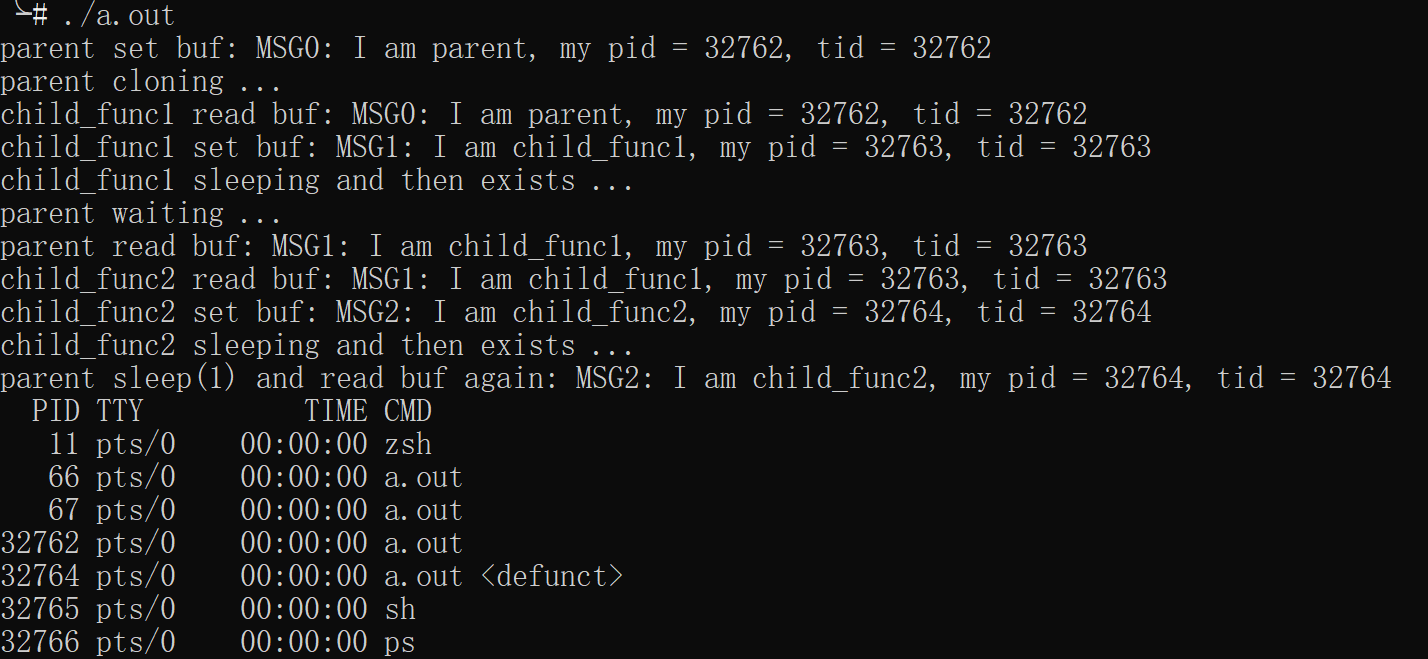 ╰─# ./a.out
parent set buf: MSG0: I am parent, my pid = 32762, tid = 32762
parent cloning ...
child_func1 read buf: MSG0: I am parent, my pid = 32762, tid = 32762
child_func1 set buf: MSG1: I am child_func1, my pid = 32763, tid = 32763
child_func1 sleeping and then exists ...
parent waiting ...
parent read buf: MSG1: I am child_func1, my pid = 32763, tid = 32763
child_func2 read buf: MSG1: I am child_func1, my pid = 32763, tid = 32763
child_func2 set buf: MSG2: I am child_func2, my pid = 32764, tid = 32764
child_func2 sleeping and then exists ...
parent sleep(1) and read buf again: MSG2: I am child_func2, my pid = 32764, tid = 32764
  PID TTY          TIME CMD
   11 pts/0    00:00:00 zsh
   66 pts/0    00:00:00 a.out
   67 pts/0    00:00:00 a.out
32762 pts/0    00:00:00 a.out
32764 pts/0    00:00:00 a.out <defunct>
32765 pts/0    00:00:00 sh
32766 pts/0    00:00:00 ps